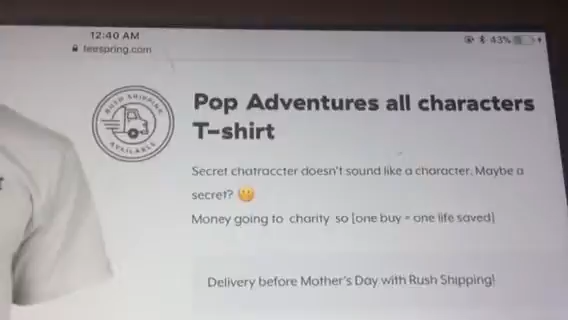 12:40 AM
teespring.com
43%
RUSH SHIPPING
AVAILABLE
Pop Adventures all characters
T-shirt
Secret chatraccter doesn't sound like a character. Maybe a
secret? 🤫
Money going to charity so [one buy = one life saved]
Delivery before Mother's Day with Rush Shipping!